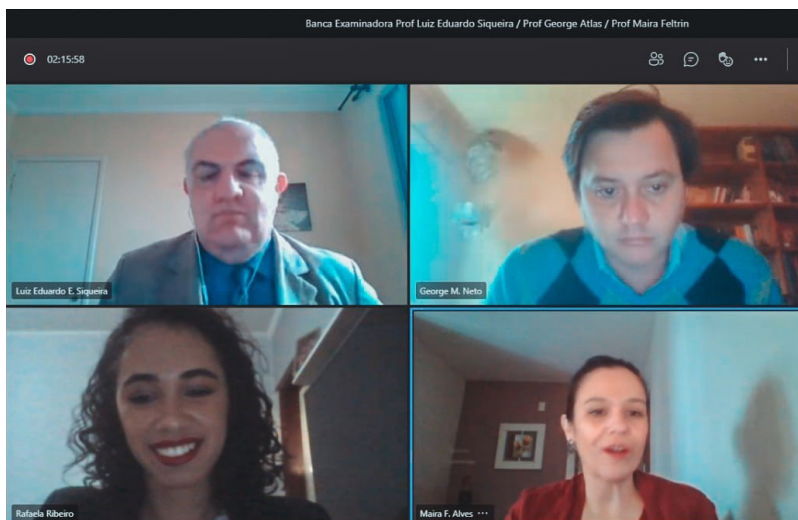 Banca Examinadora Prof Luiz Eduardo Siqueira / Prof George Atlas / Prof Maira Feltrin
02:15:58
Luiz Eduardo E. Siqueira
George M. Neto
Rafaela Ribeiro
Maira F. Alves